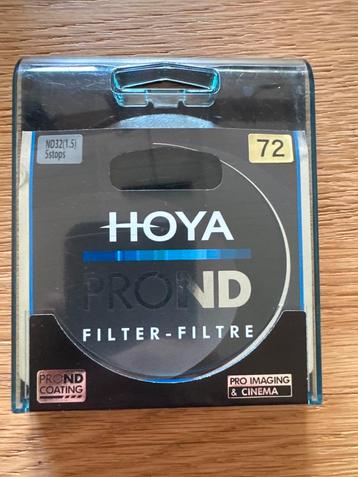 ND32(1.5)
5stops
72
HOYA
PROND
FILTER-FILTRE
PROND
COATING
PRO IMAGING
& CINEMA